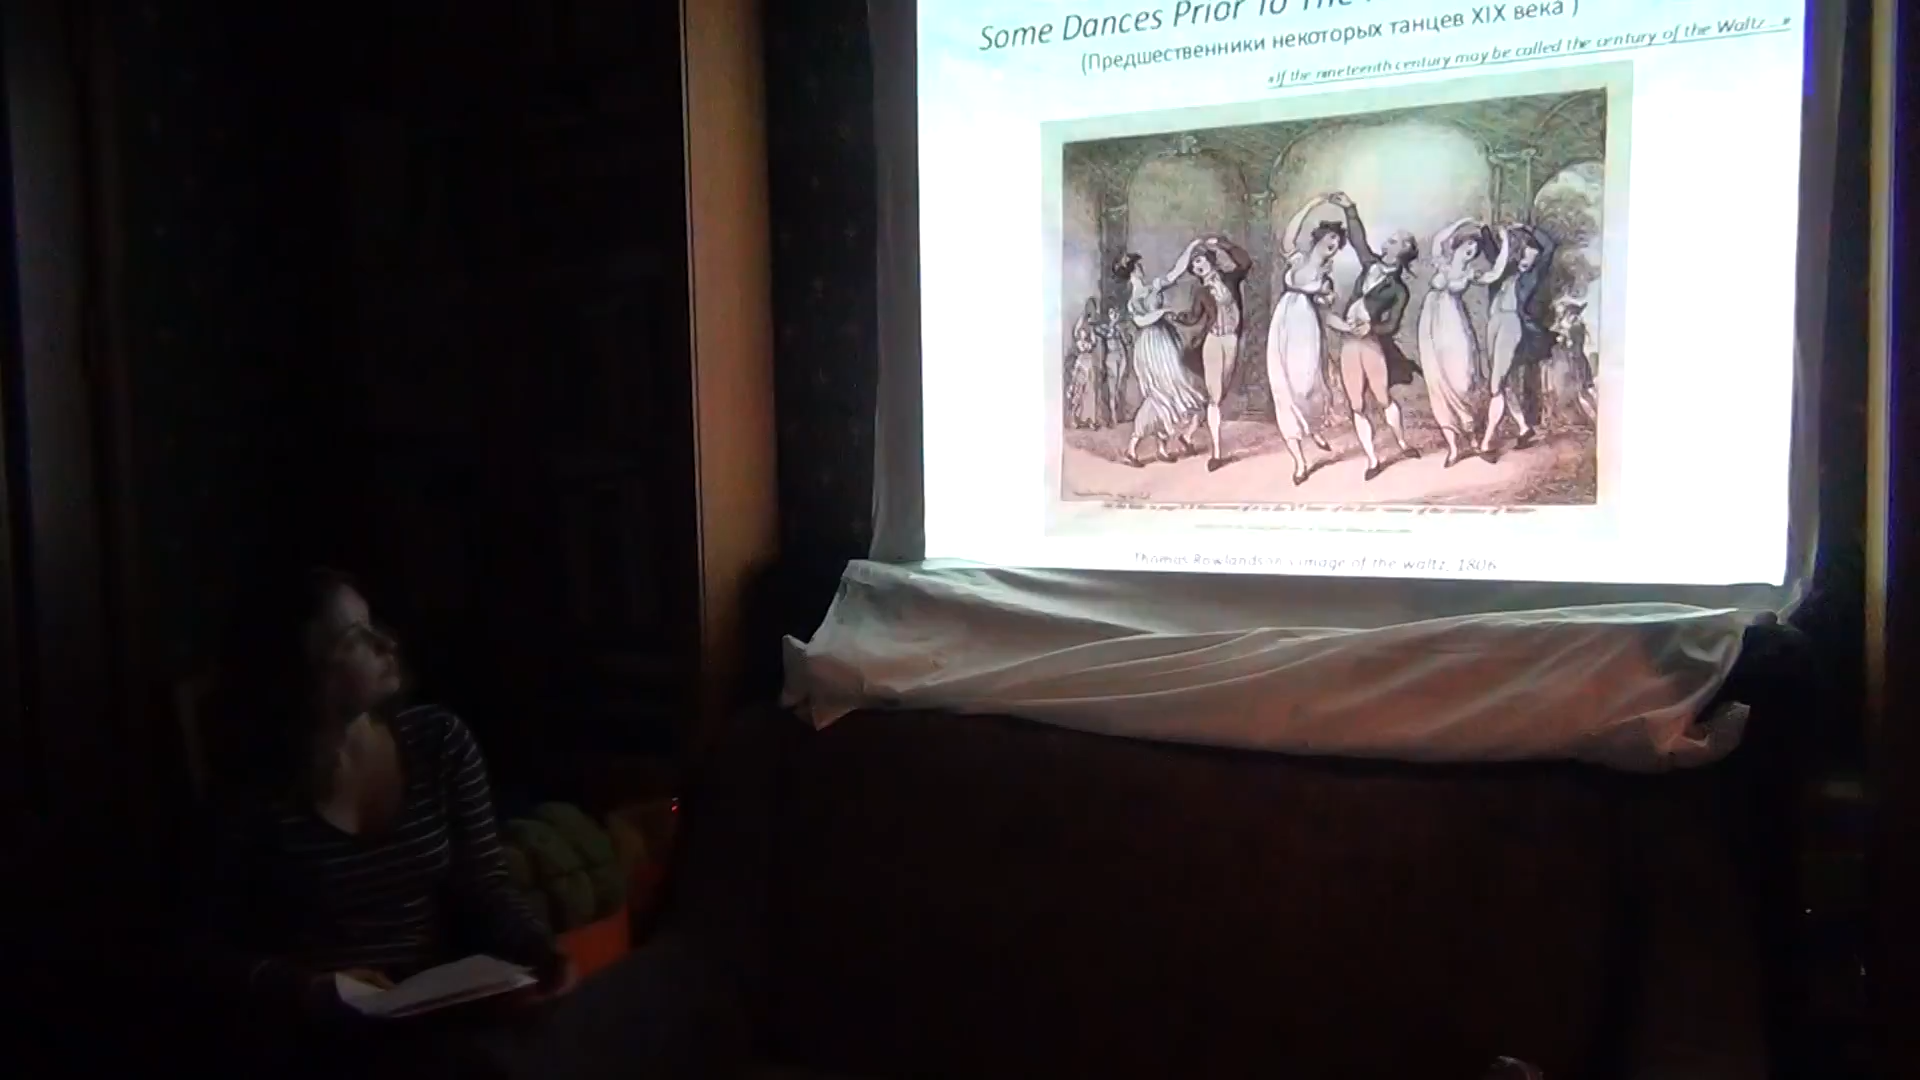 Some Dances Prior To The
(Предшественники некоторых танцев XIX века )
«If the nineteenth century may be called the century of the Waltz ...»
Thomas Rowlandson's image of the waltz, 1806